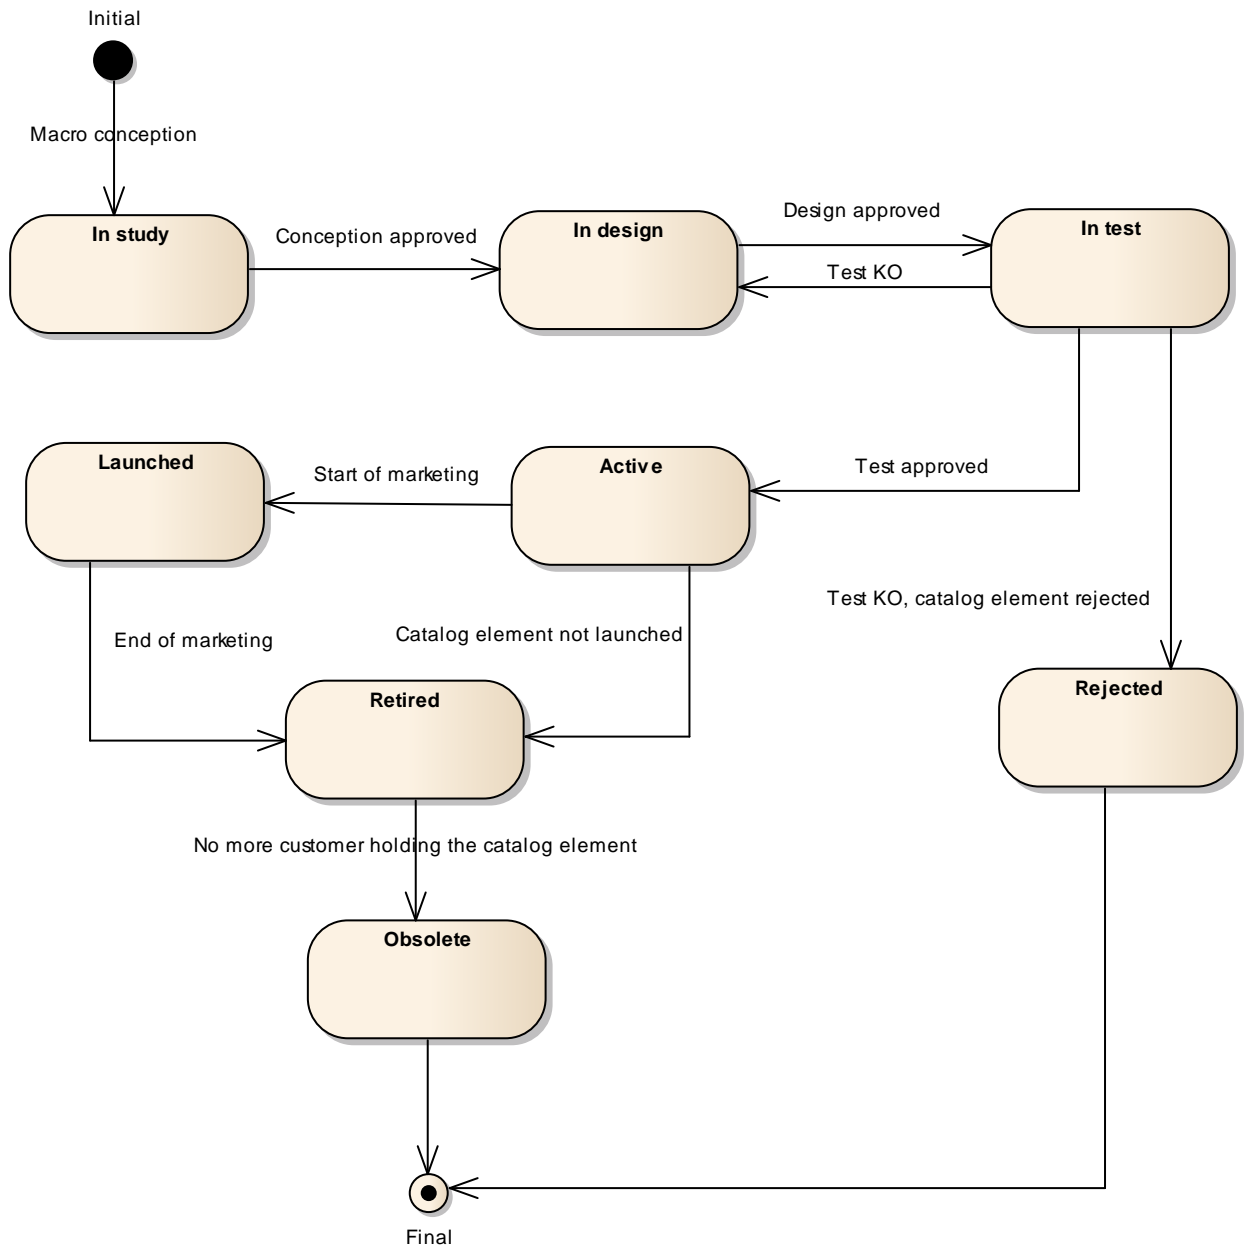 Initial
Macro conception
In study
Conception approved
In design
Design approved
Test KO
In test
Launched
Start of marketing
Active
Test approved
Test KO, catalog element rejected
End of marketing
Catalog element not launched
Retired
Rejected
No more customer holding the catalog element
Obsolete
Final